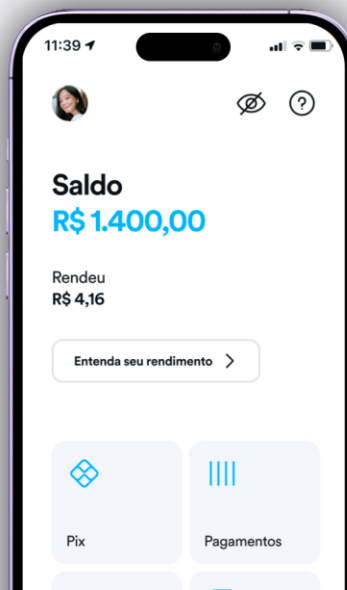 11:39
Saldo
R$ 1.400,00
Rendeu
R$ 4,16
Entenda seu rendimento
Pix
Pagamentos